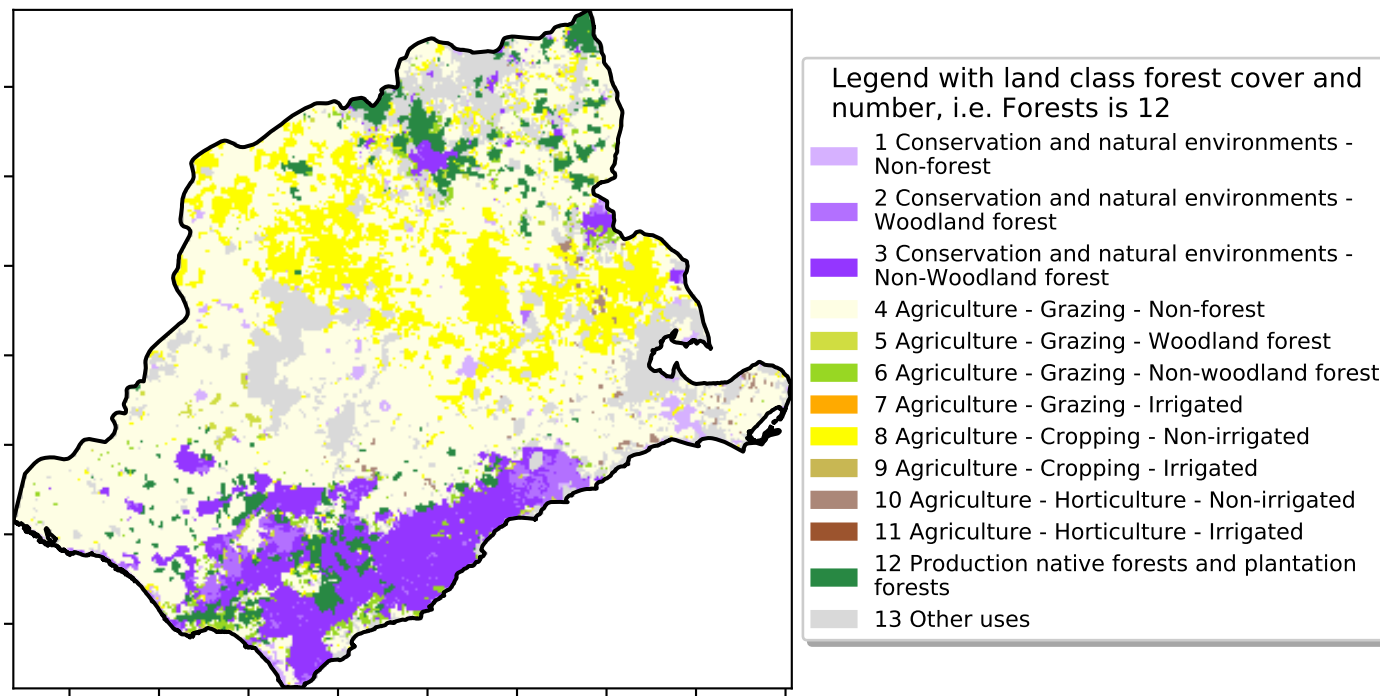 Legend with land class forest cover and
number, i.e. Forests is 12
1 Conservation and natural environments -
Non-forest
2 Conservation and natural environments -
Woodland forest
3 Conservation and natural environments -
Non-Woodland forest
4 Agriculture - Grazing - Non-forest
5 Agriculture - Grazing - Woodland forest
6 Agriculture - Grazing - Non-woodland forest
7 Agriculture - Grazing - Irrigated
8 Agriculture - Cropping - Non-irrigated
9 Agriculture - Cropping - Irrigated
10 Agriculture - Horticulture - Non-irrigated
11 Agriculture - Horticulture - Irrigated
12 Production native forests and plantation
forests
13 Other uses